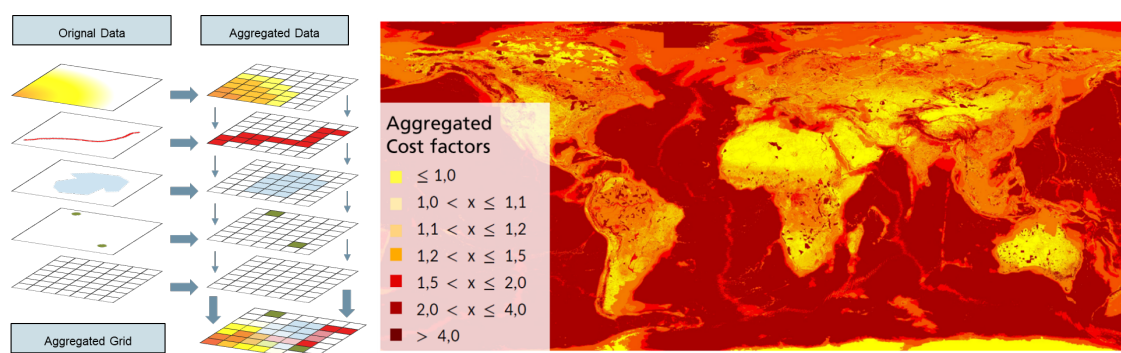 Orignal Data
Aggregated Data
Aggregated Grid
Aggregated
Cost factors
≤ 1,0
1,0 < x ≤ 1,1
1,1 < x ≤ 1,2
1,2 < x ≤ 1,5
1,5 < x ≤ 2,0
2,0 < x ≤ 4,0
> 4,0